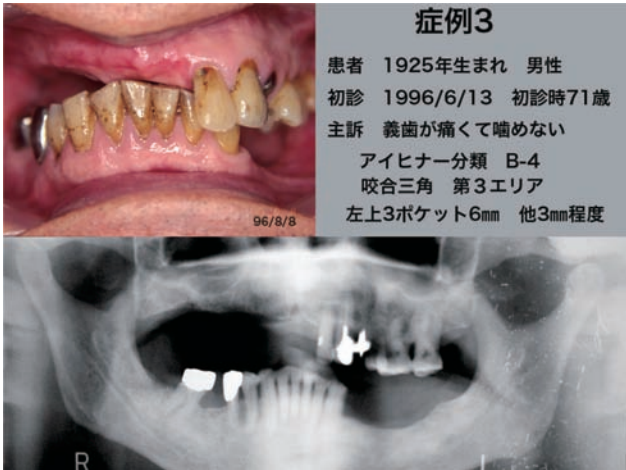 症例3
患者　1925年生まれ　男性
初診　1996/6/13　初診時71歳
主訴　義歯が痛くて噛めない
アイヒナー分類　B-4
咬合三角　第３エリア
左上3ポケット6㎜　他3㎜程度
96/8/8
R
L